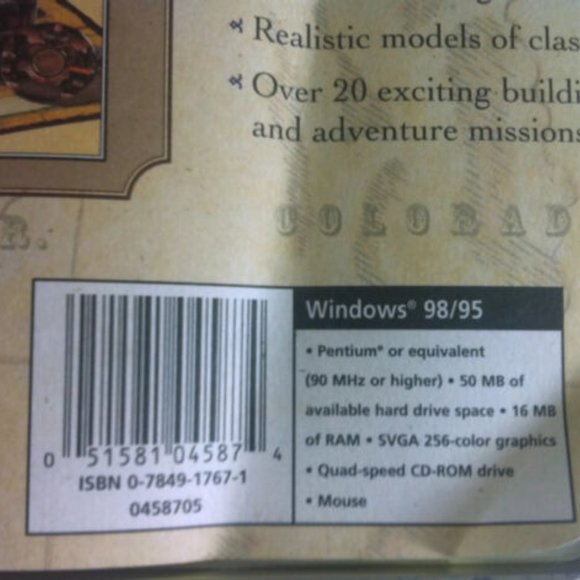 Realistic models of clas
Over 20 exciting buildi
and adventure missions
R.
COLORAD
Windows® 98/95
• Pentium® or equivalent
(90 MHz or higher) • 50 MB of
available hard drive space • 16 MB
of RAM • SVGA 256-color graphics
• Quad-speed CD-ROM drive
• Mouse
0 51581 04587 4
ISBN 0-7849-1767-1
0458705